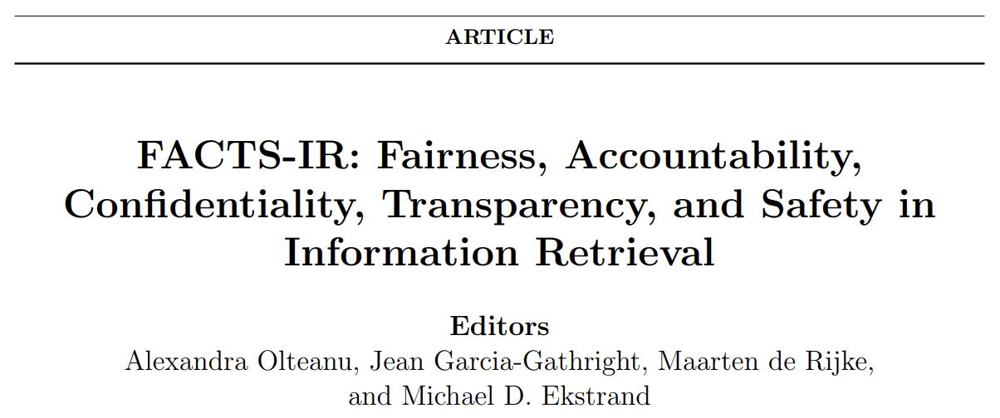 ARTICLE
FACTS-IR: Fairness, Accountability,
Confidentiality, Transparency, and Safety in
Information Retrieval
Editors
Alexandra Olteanu, Jean Garcia-Gathright, Maarten de Rijke,
and Michael D. Ekstrand